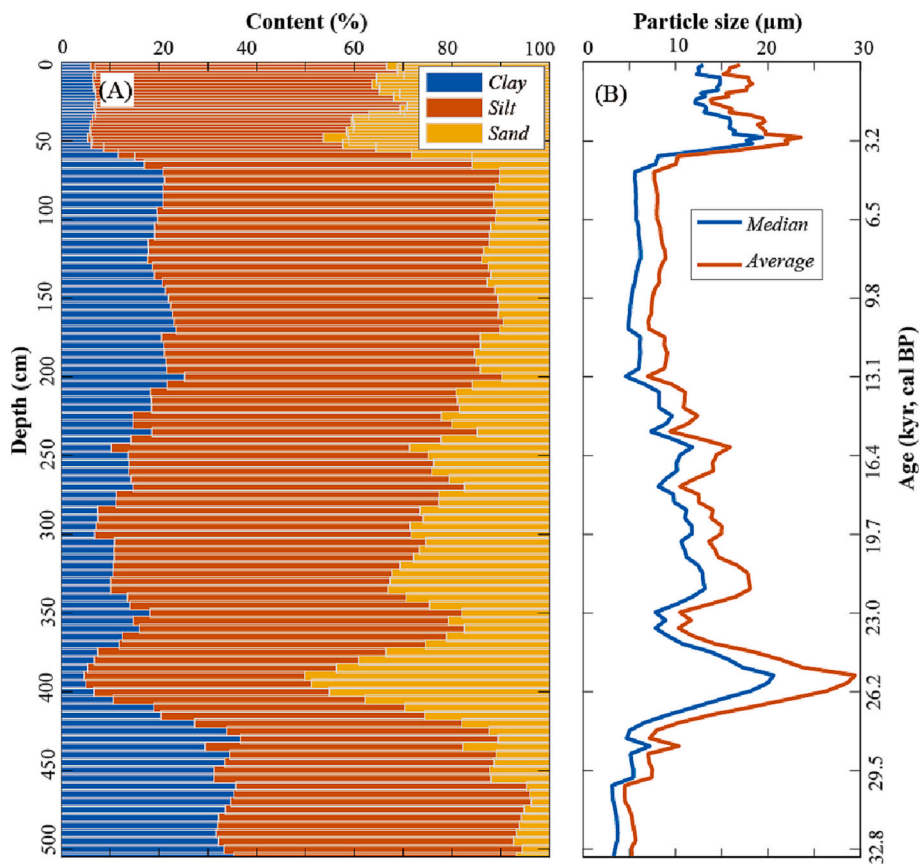 Content (%)
0 20 40 60 80 100
Particle size (μm)
0 10 20 30
(A)
Clay
Silt
Sand
(B)
Median
Average
Depth (cm)
0
50
100
150
200
250
300
350
400
450
500
Age (kyr, cal BP)
3.2
6.5
9.8
13.1
16.4
19.7
23.0
26.2
29.5
32.8